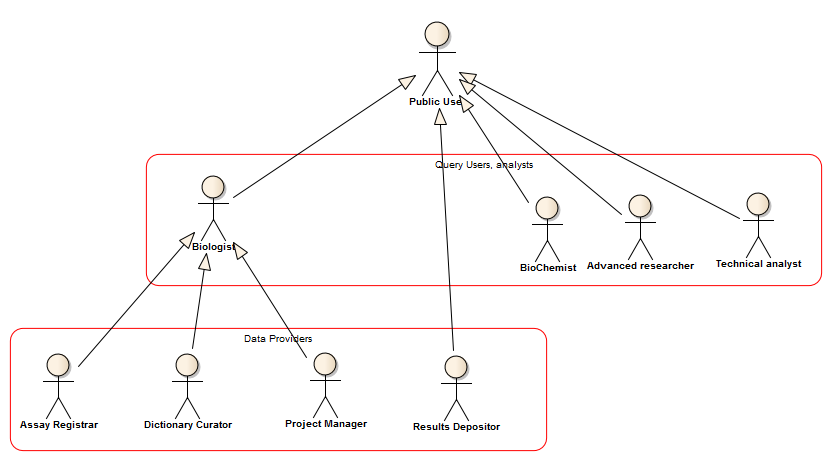 Public Use
Query Users, analysts
Biologist
BioChemist
Advanced researcher
Technical analyst
Data Providers
Assay Registrar
Dictionary Curator
Project Manager
Results Depositor